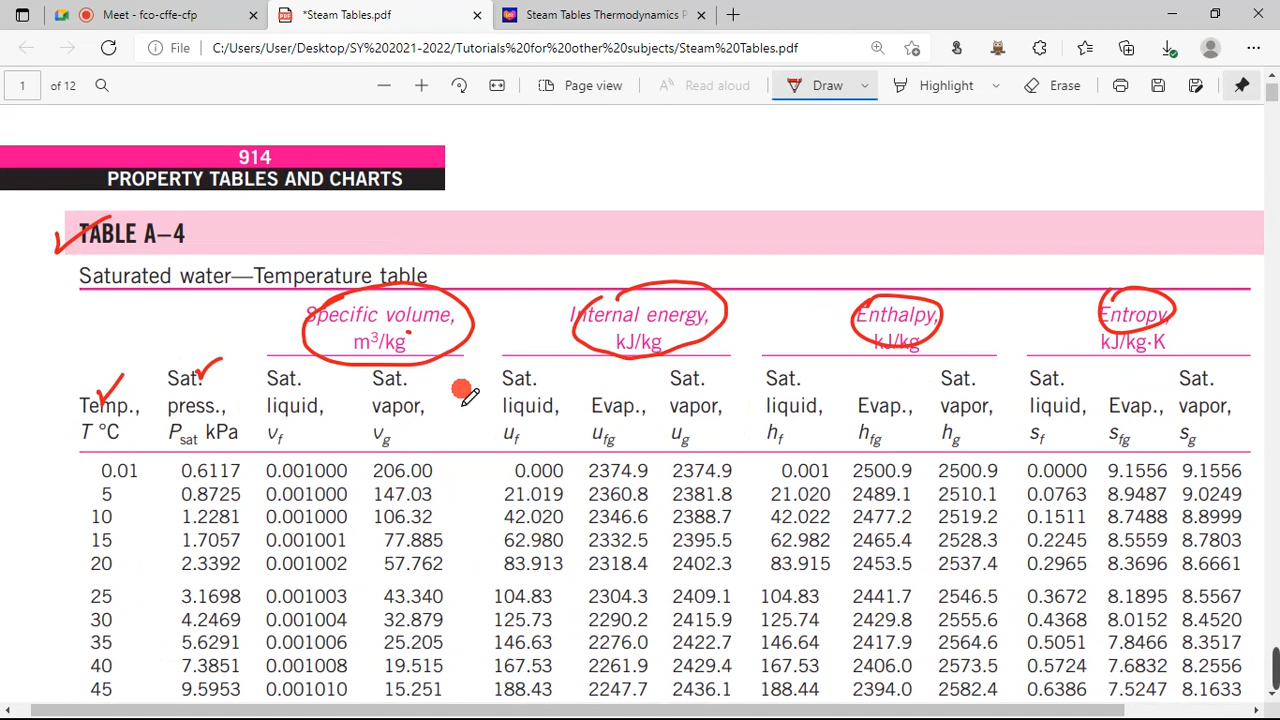 Meet - fco-cffe-cfp
*Steam Tables.pdf
Steam Tables Thermodynamics P
File
C:/Users/User/Desktop/SY%202021-2022/Tutorials%20for%20other%20subjects/Steam%20Tables.pdf
1 of 12
Page view
Read aloud
Draw
Highlight
Erase
914
PROPERTY TABLES AND CHARTS
TABLE A–4
Saturated water—Temperature table
Specific volume, Internal energy, Enthalpy, Entropy,
m³/kg kJ/kg kJ/kg kJ/kg·K
Sat. Sat. Sat. Sat. Sat. Sat. Sat. Sat. Sat.
Temp., press., liquid, vapor, liquid, Evap., vapor, liquid, Evap., vapor, liquid, Evap., vapor,
T °C Psat kPa vf vg uf ufg ug hf hfg hg sf sfg sg
0.01 0.6117 0.001000 206.00 0.000 2374.9 2374.9 0.001 2500.9 2500.9 0.0000 9.1556 9.1556
5 0.8725 0.001000 147.03 21.019 2360.8 2381.8 21.020 2489.1 2510.1 0.0763 8.9487 9.0249
10 1.2281 0.001000 106.32 42.020 2346.6 2388.7 42.022 2477.2 2519.2 0.1511 8.7488 8.8999
15 1.7057 0.001001 77.885 62.980 2332.5 2395.5 62.982 2465.4 2528.3 0.2245 8.5559 8.7803
20 2.3392 0.001002 57.762 83.913 2318.4 2402.3 83.915 2453.5 2537.4 0.2965 8.3696 8.6661
25 3.1698 0.001003 43.340 104.83 2304.3 2409.1 104.83 2441.7 2546.5 0.3672 8.1895 8.5567
30 4.2469 0.001004 32.879 125.73 2290.2 2415.9 125.74 2429.8 2555.6 0.4368 8.0152 8.4520
35 5.6291 0.001006 25.205 146.63 2276.0 2422.7 146.64 2417.9 2564.6 0.5051 7.8466 8.3517
40 7.3851 0.001008 19.515 167.53 2261.9 2429.4 167.53 2406.0 2573.5 0.5724 7.6832 8.2556
45 9.5953 0.001010 15.251 188.43 2247.7 2436.1 188.44 2394.0 2582.4 0.6386 7.5247 8.1633